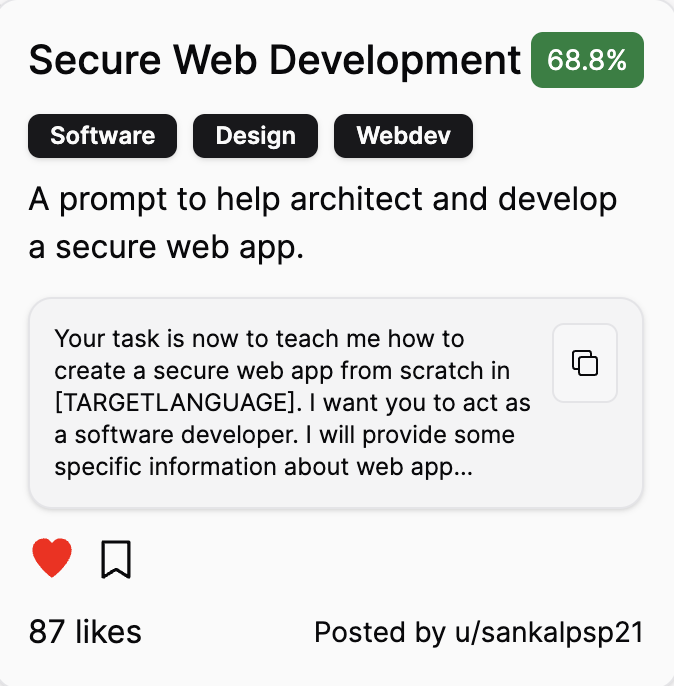 Secure Web Development 68.8%
Software Design Webdev
A prompt to help architect and develop
a secure web app.
Your task is now to teach me how to
create a secure web app from scratch in
[TARGETLANGUAGE]. I want you to act as
a software developer. I will provide some
specific information about web app...
87 likes Posted by u/sankalpsp21